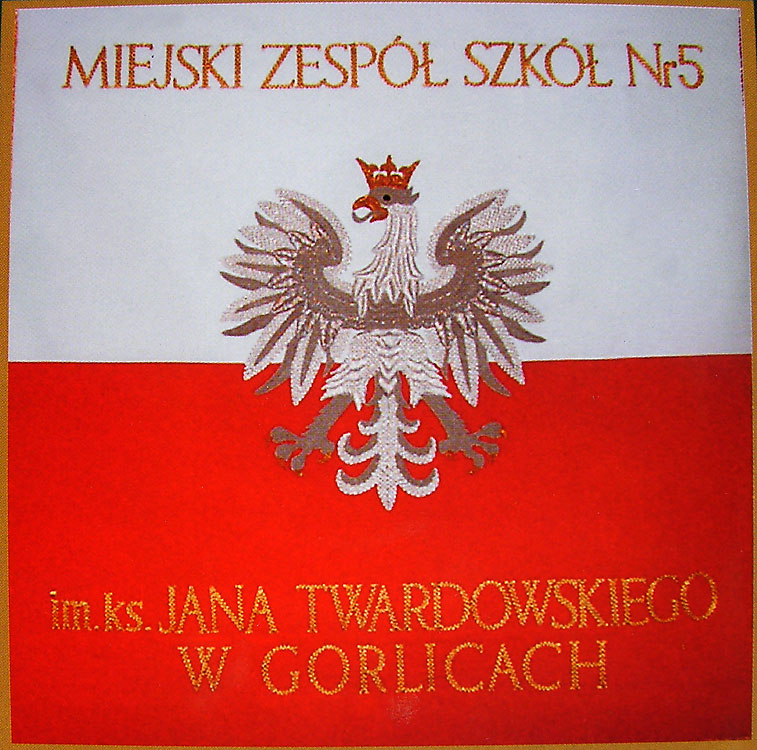 MIEJSKI ZESPÓŁ SZKÓŁ Nr5
im. ks. JANA TWARDOWSKIEGO
W GORLICACH